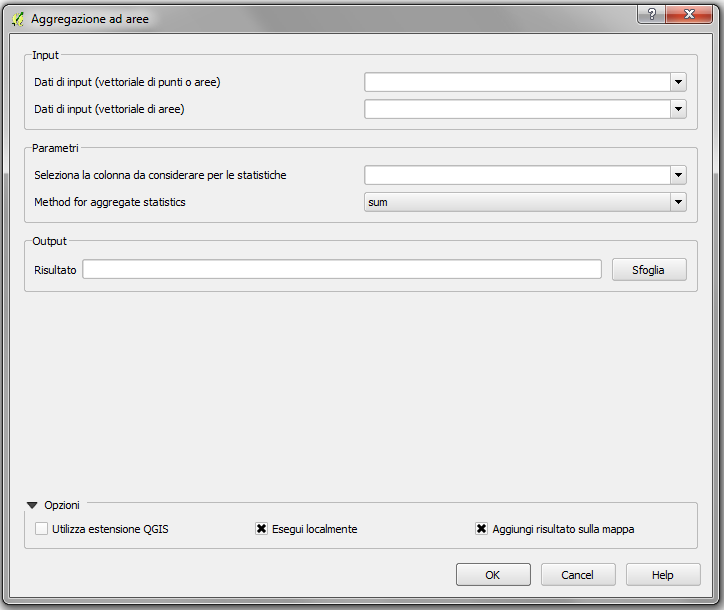 Aggregazione ad aree
Input
Dati di input (vettoriale di punti o aree)
Dati di input (vettoriale di aree)
Parametri
Seleziona la colonna da considerare per le statistiche
Method for aggregate statistics sum
Output
Risultato Sfoglia
Opzioni
Utilizza estensione QGIS Esegui localmente Aggiungi risultato sulla mappa
OK Cancel Help